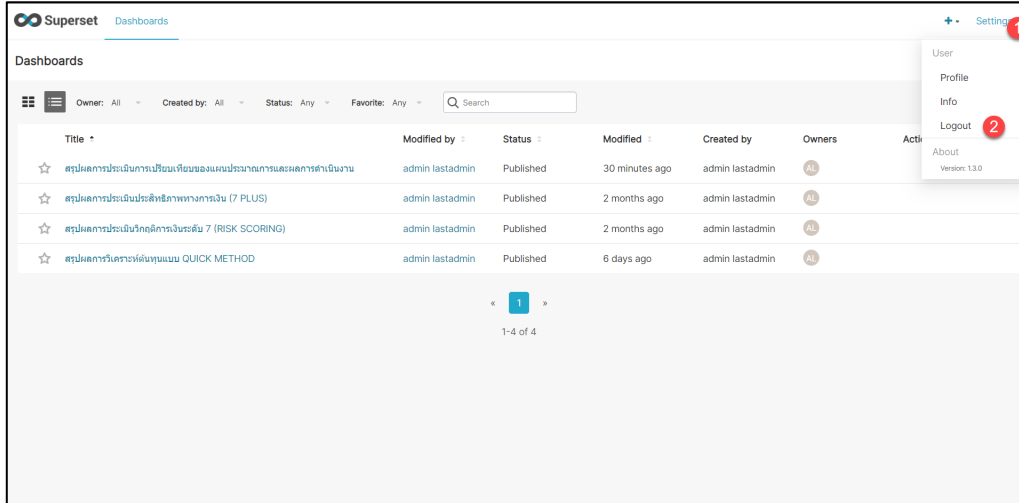 Superset Dashboards + Settings 1
User
Dashboards
Profile
Info
Owner: All Created by: All Status: Any Favorite: Any Search
Logout 2
Title Modified by Status Modified Created by Owners
About
Version: 1.3.0
สรุปผลการประเมินการเปรียบเทียบของแผนประมาณการและผลการดำเนินงาน admin lastadmin Published 30 minutes ago admin lastadmin AL
สรุปผลการประเมินประสิทธิภาพทางการเงิน (7 PLUS) admin lastadmin Published 2 months ago admin lastadmin AL
สรุปผลการประเมินวิกฤติการเงินระดับ 7 (RISK SCORING) admin lastadmin Published 2 months ago admin lastadmin AL
สรุปผลการวิเคราะห์ต้นทุนแบบ QUICK METHOD admin lastadmin Published 6 days ago admin lastadmin AL
« 1 »
1-4 of 4